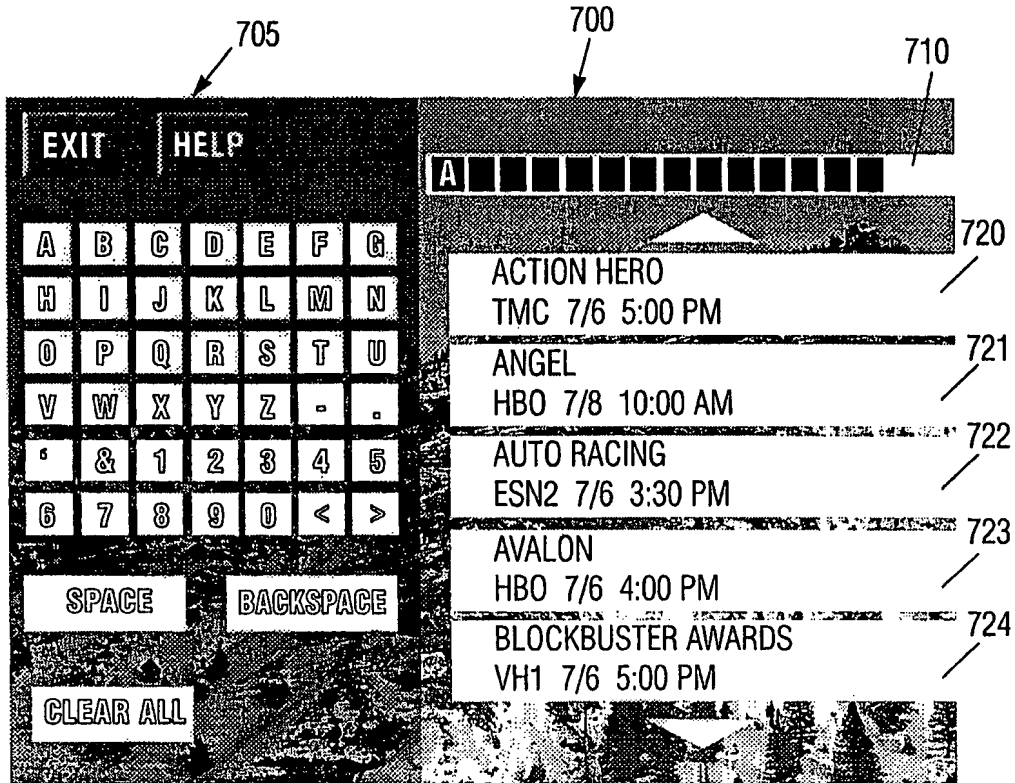 705
700
710
EXIT HELP
A
A B C D E F G
H I J K L M N
O P Q R S T U
V W X Y Z - .
' & 1 2 3 4 5
6 7 8 9 0 < >
SPACE BACKSPACE
CLEAR ALL
720
ACTION HERO
TMC 7/6 5:00 PM
721
ANGEL
HBO 7/8 10:00 AM
722
AUTO RACING
ESN2 7/6 3:30 PM
723
AVALON
HBO 7/6 4:00 PM
724
BLOCKBUSTER AWARDS
VH1 7/6 5:00 PM